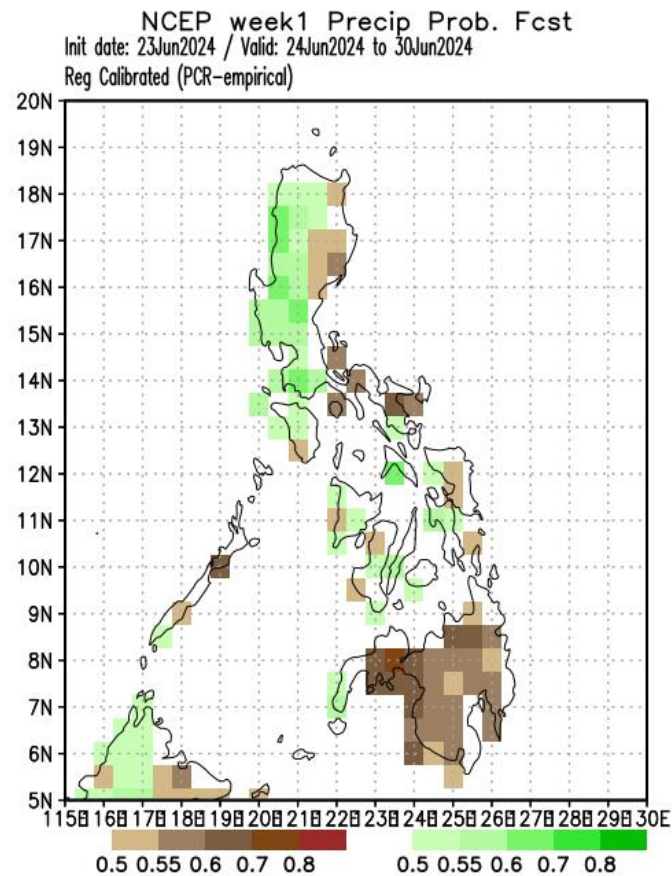 NCEP week1 Precip Prob. Fcst
Init date: 23Jun2024 / Valid: 24Jun2024 to 30Jun2024
Reg Calibrated (PCR-empirical)
20N
19N
18N
17N
16N
15N
14N
13N
12N
11N
10N
9N
8N
7N
6N
5N
115E 116E 117E 118E 119E 120E 121E 122E 123E 124E 125E 126E 127E 128E 129E 130E
0.5 0.55 0.6 0.7 0.8 0.5 0.55 0.6 0.7 0.8